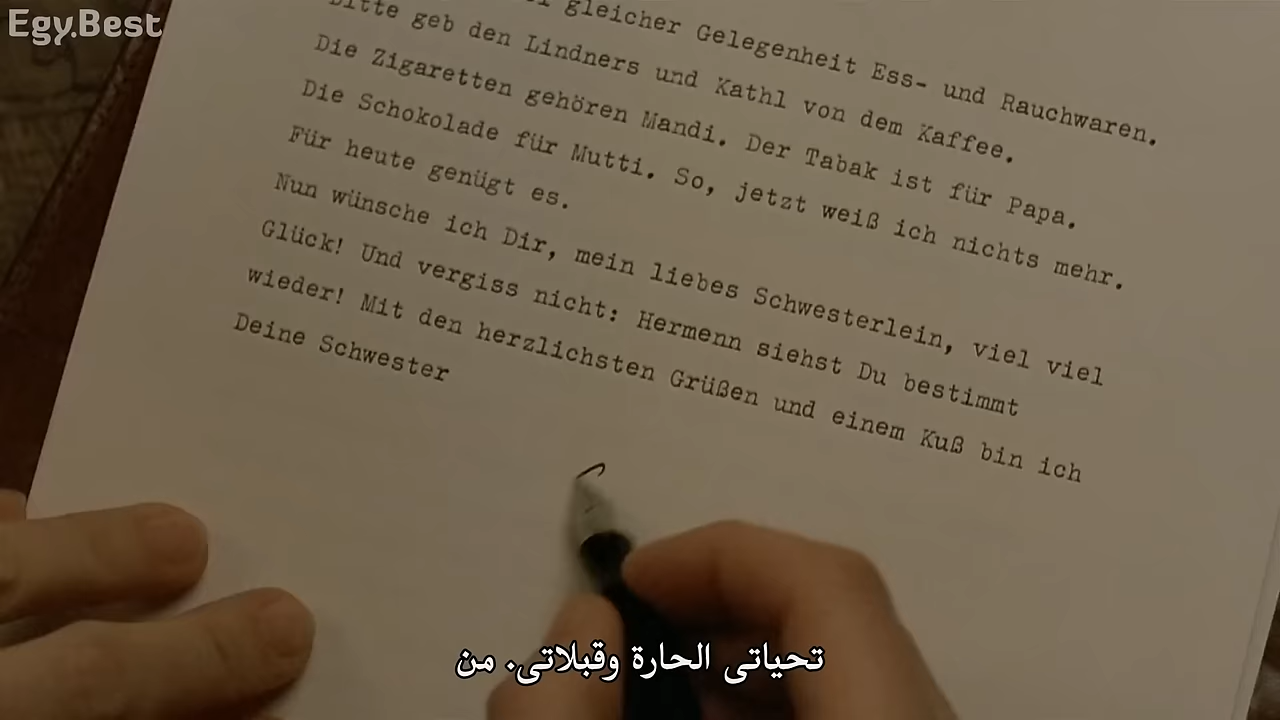 Egy.Best
gleicher Gelegenheit Ess- und Rauchwaren.
Bitte geb den Lindners und Kathl von dem Kaffee.
Die Zigaretten gehören Mandi. Der Tabak ist für Papa.
Die Schokolade für Mutti. So, jetzt weiß ich nichts mehr.
Für heute genügt es.
Nun wünsche ich Dir, mein liebes Schwesterlein, viel viel
Glück! Und vergiss nicht: Hermenn siehst Du bestimmt
wieder! Mit den herzlichsten Grüßen und einem Kuß bin ich
Deine Schwester
تحياتى الحارة وقبلاتى. من